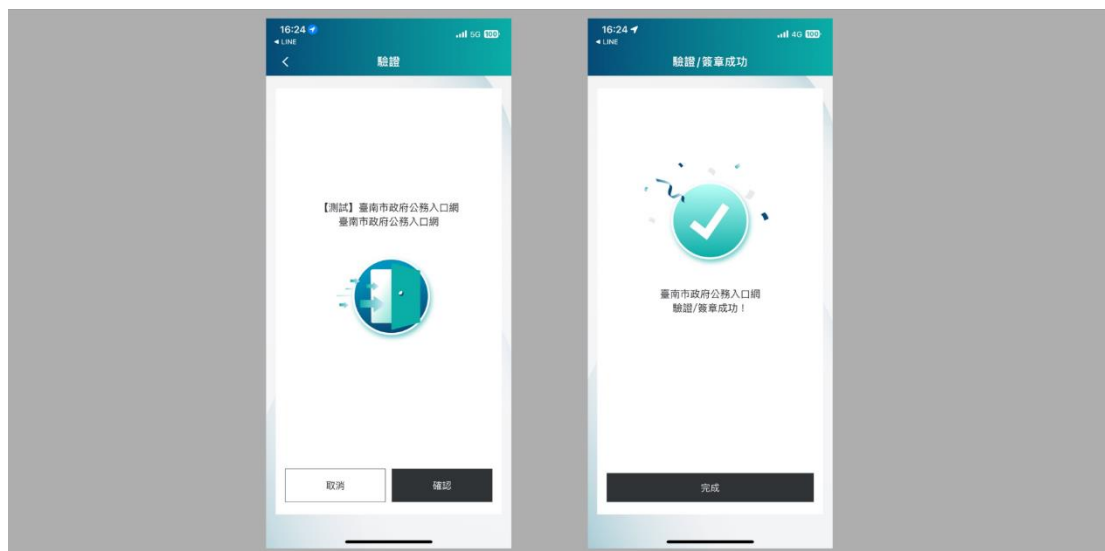 16:24
5G 100
◀ LINE
驗證
【測試】臺南市政府公務入口網
臺南市政府公務入口網
取消
確認
16:24
4G 100
◀ LINE
驗證/簽章成功
臺南市政府公務入口網
驗證/簽章成功！
完成